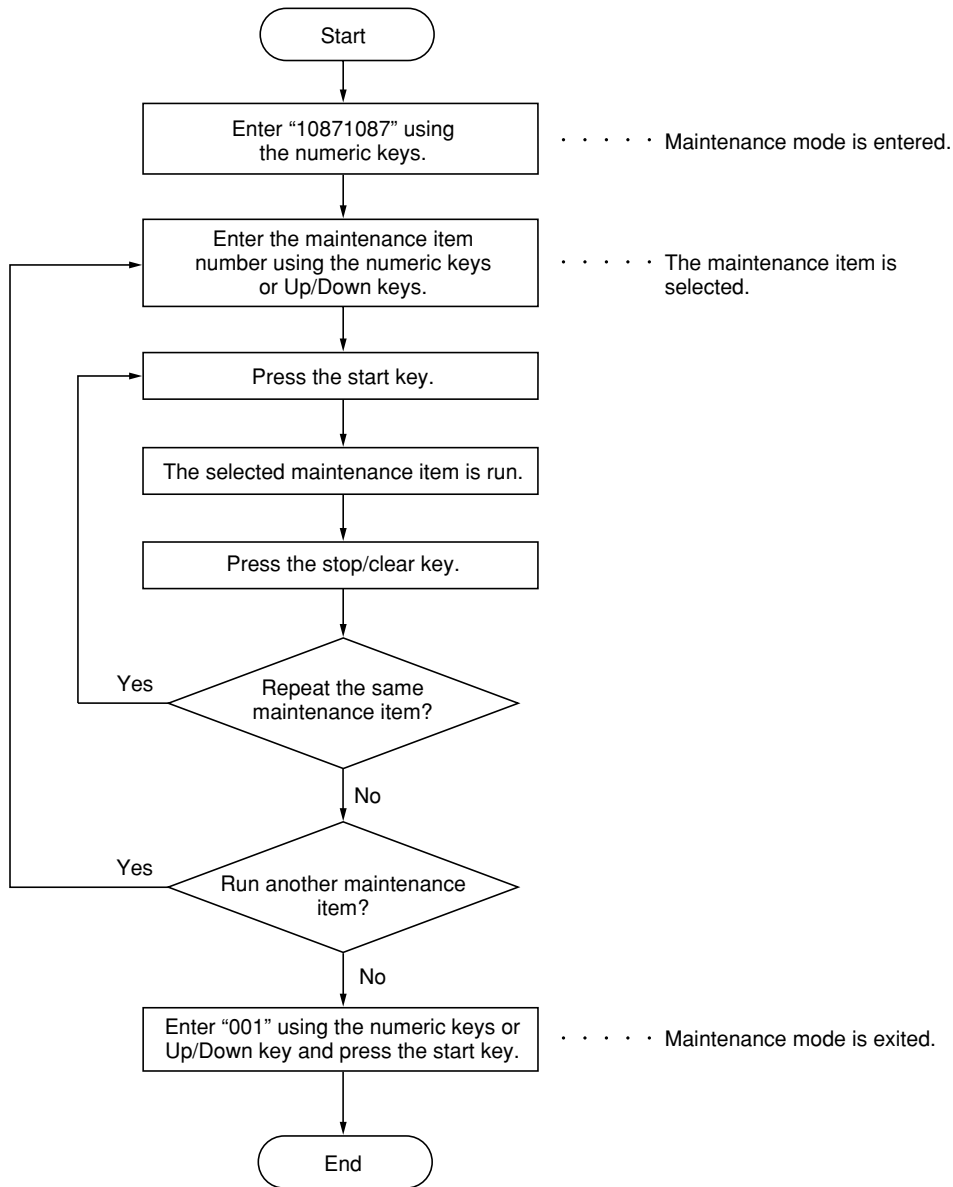 Start
Enter “10871087” using
the numeric keys.
· · · · · Maintenance mode is entered.
Enter the maintenance item
number using the numeric keys
or Up/Down keys.
· · · · · The maintenance item is
selected.
Press the start key.
The selected maintenance item is run.
Press the stop/clear key.
Yes
Repeat the same
maintenance item?
No
Yes
Run another maintenance
item?
No
Enter “001” using the numeric keys or
Up/Down key and press the start key.
· · · · · Maintenance mode is exited.
End